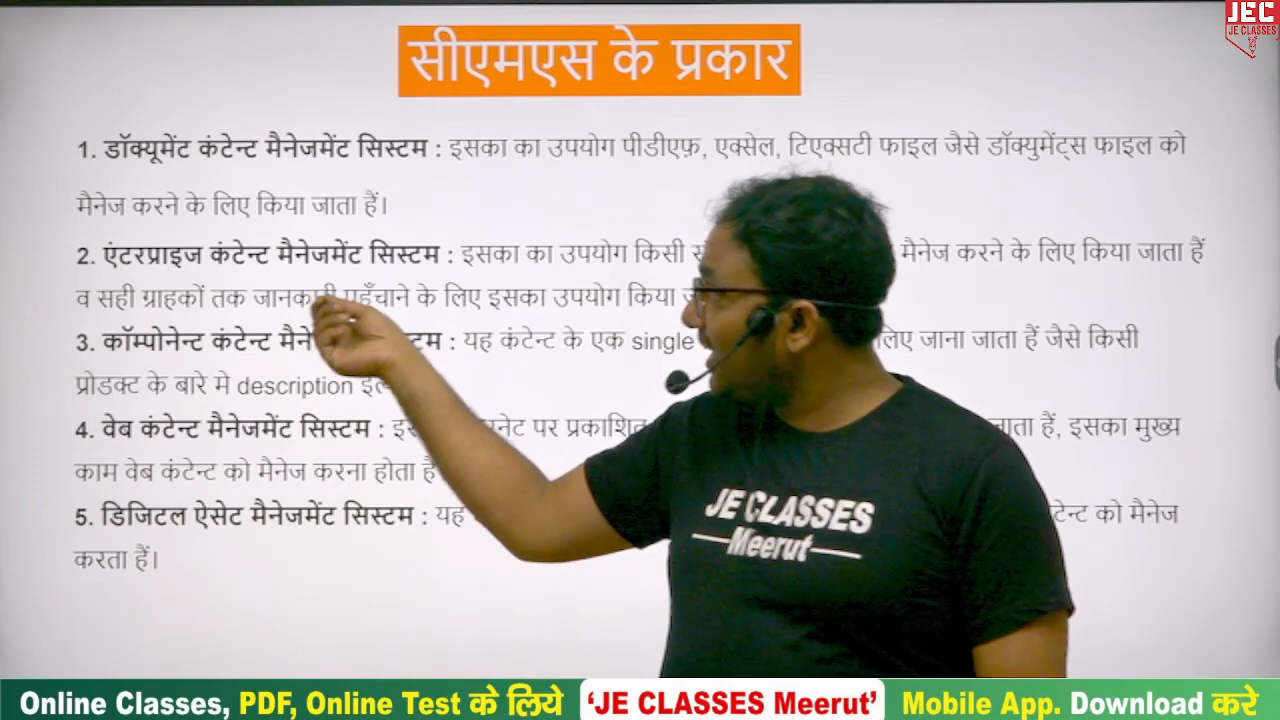 JEC
JE CLASSES
सीएमएस के प्रकार
1. डॉक्यूमेंट कंटेन्ट मैनेजमेंट सिस्टम : इसका का उपयोग पीडीएफ़, एक्सेल, टिएक्सटी फाइल जैसे डॉक्युमेंट्स फाइल को
मैनेज करने के लिए किया जाता हैं।
2. एंटरप्राइज कंटेन्ट मैनेजमेंट सिस्टम : इसका का उपयोग किसी मैनेज करने के लिए किया जाता हैं
व सही ग्राहकों तक पहुँचाने के लिए इसका उपयोग किया
3. कॉम्पोनेन्ट कंटेन्ट : यह कंटेन्ट के एक single लिए जाना जाता हैं जैसे किसी
प्रोडक्ट के बारे मे description
4. वेब कंटेन्ट मैनेजमेंट सिस्टम : पर प्रकाशित हैं, इसका मुख्य
काम वेब कंटेन्ट को मैनेज करना होता हैं
5. डिजिटल ऐसेट मैनेजमेंट सिस्टम : यह को मैनेज
करता हैं।
JE CLASSES
Meerut
Online Classes, PDF, Online Test के लिये 'JE CLASSES Meerut' Mobile App. Download करे